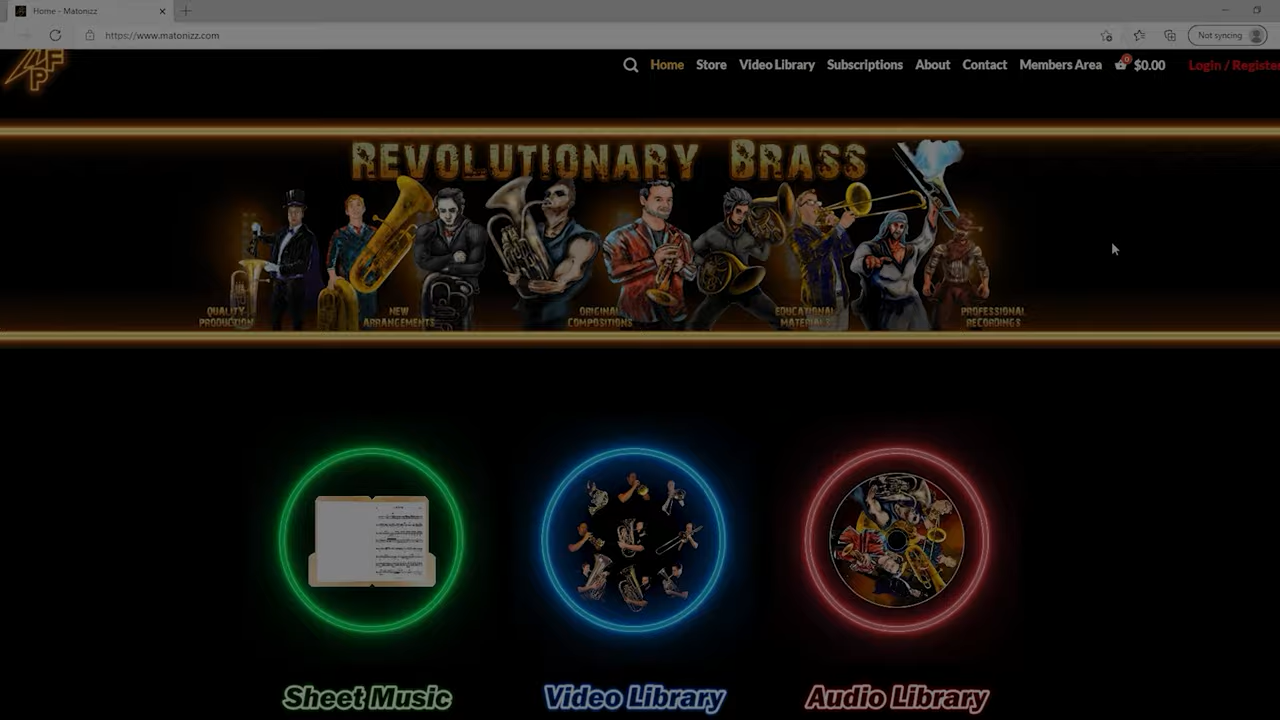 Home - Matonizz
https://www.matonizz.com
Not syncing
Home Store Video Library Subscriptions About Contact Members Area 0 $0.00 Login / Registe
REVOLUTIONARY BRASS
QUALITY
PRODUCTION
NEW
ARRANGEMENTS
ORIGINAL
COMPOSITIONS
EDUCATIONAL
MATERIALS
PROFESSIONAL
RECORDINGS
Sheet Music Video Library Audio Library